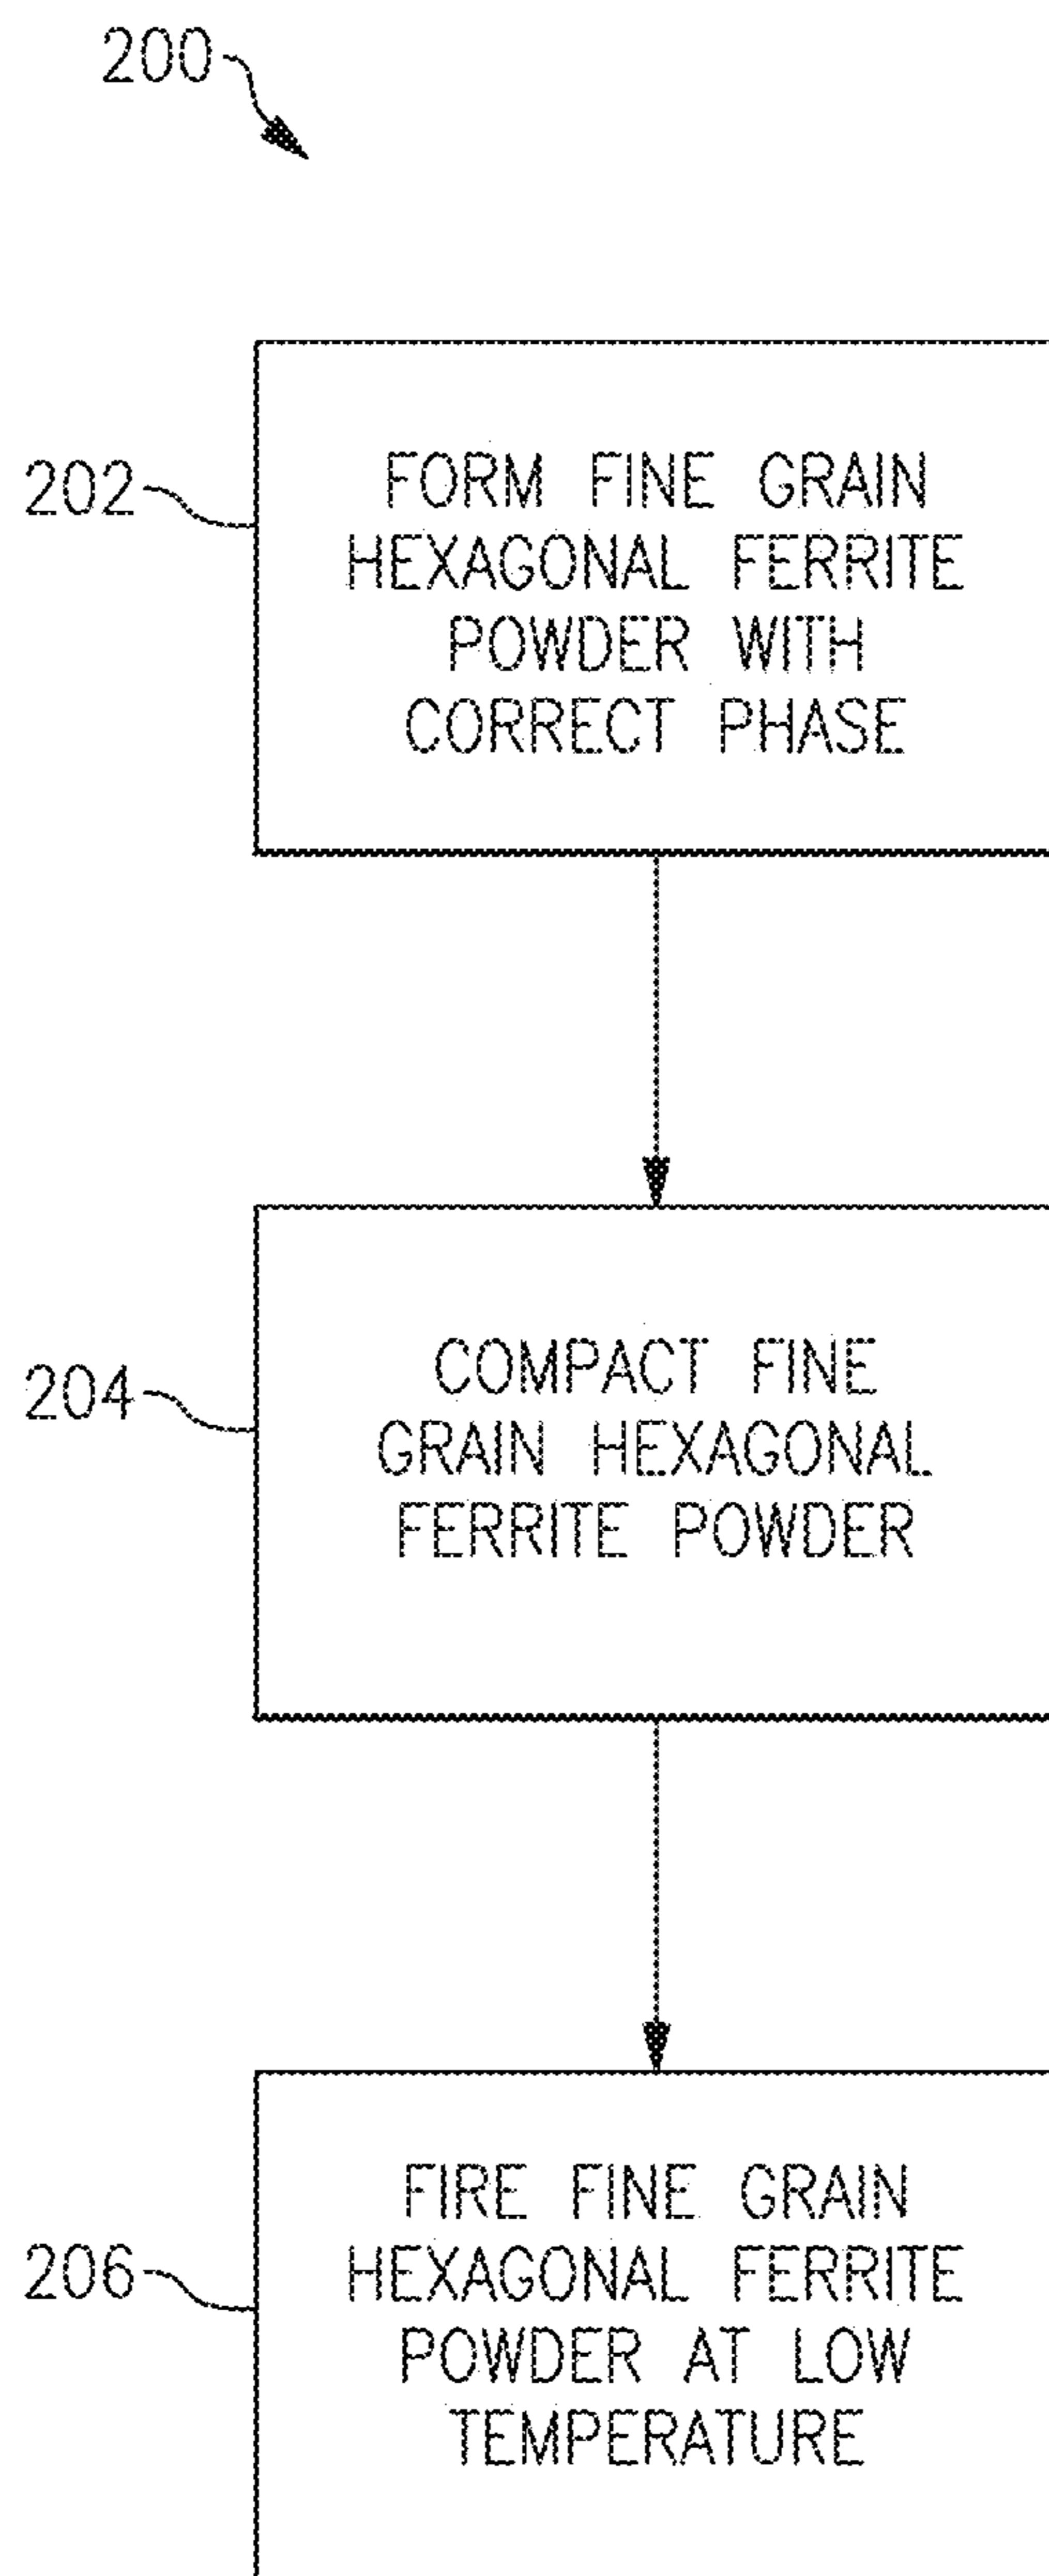 200
202
FORM FINE GRAIN
HEXAGONAL FERRITE
POWDER WITH
CORRECT PHASE
204
COMPACT FINE
GRAIN HEXAGONAL
FERRITE POWDER
206
FIRE FINE GRAIN
HEXAGONAL FERRITE
POWDER AT LOW
TEMPERATURE